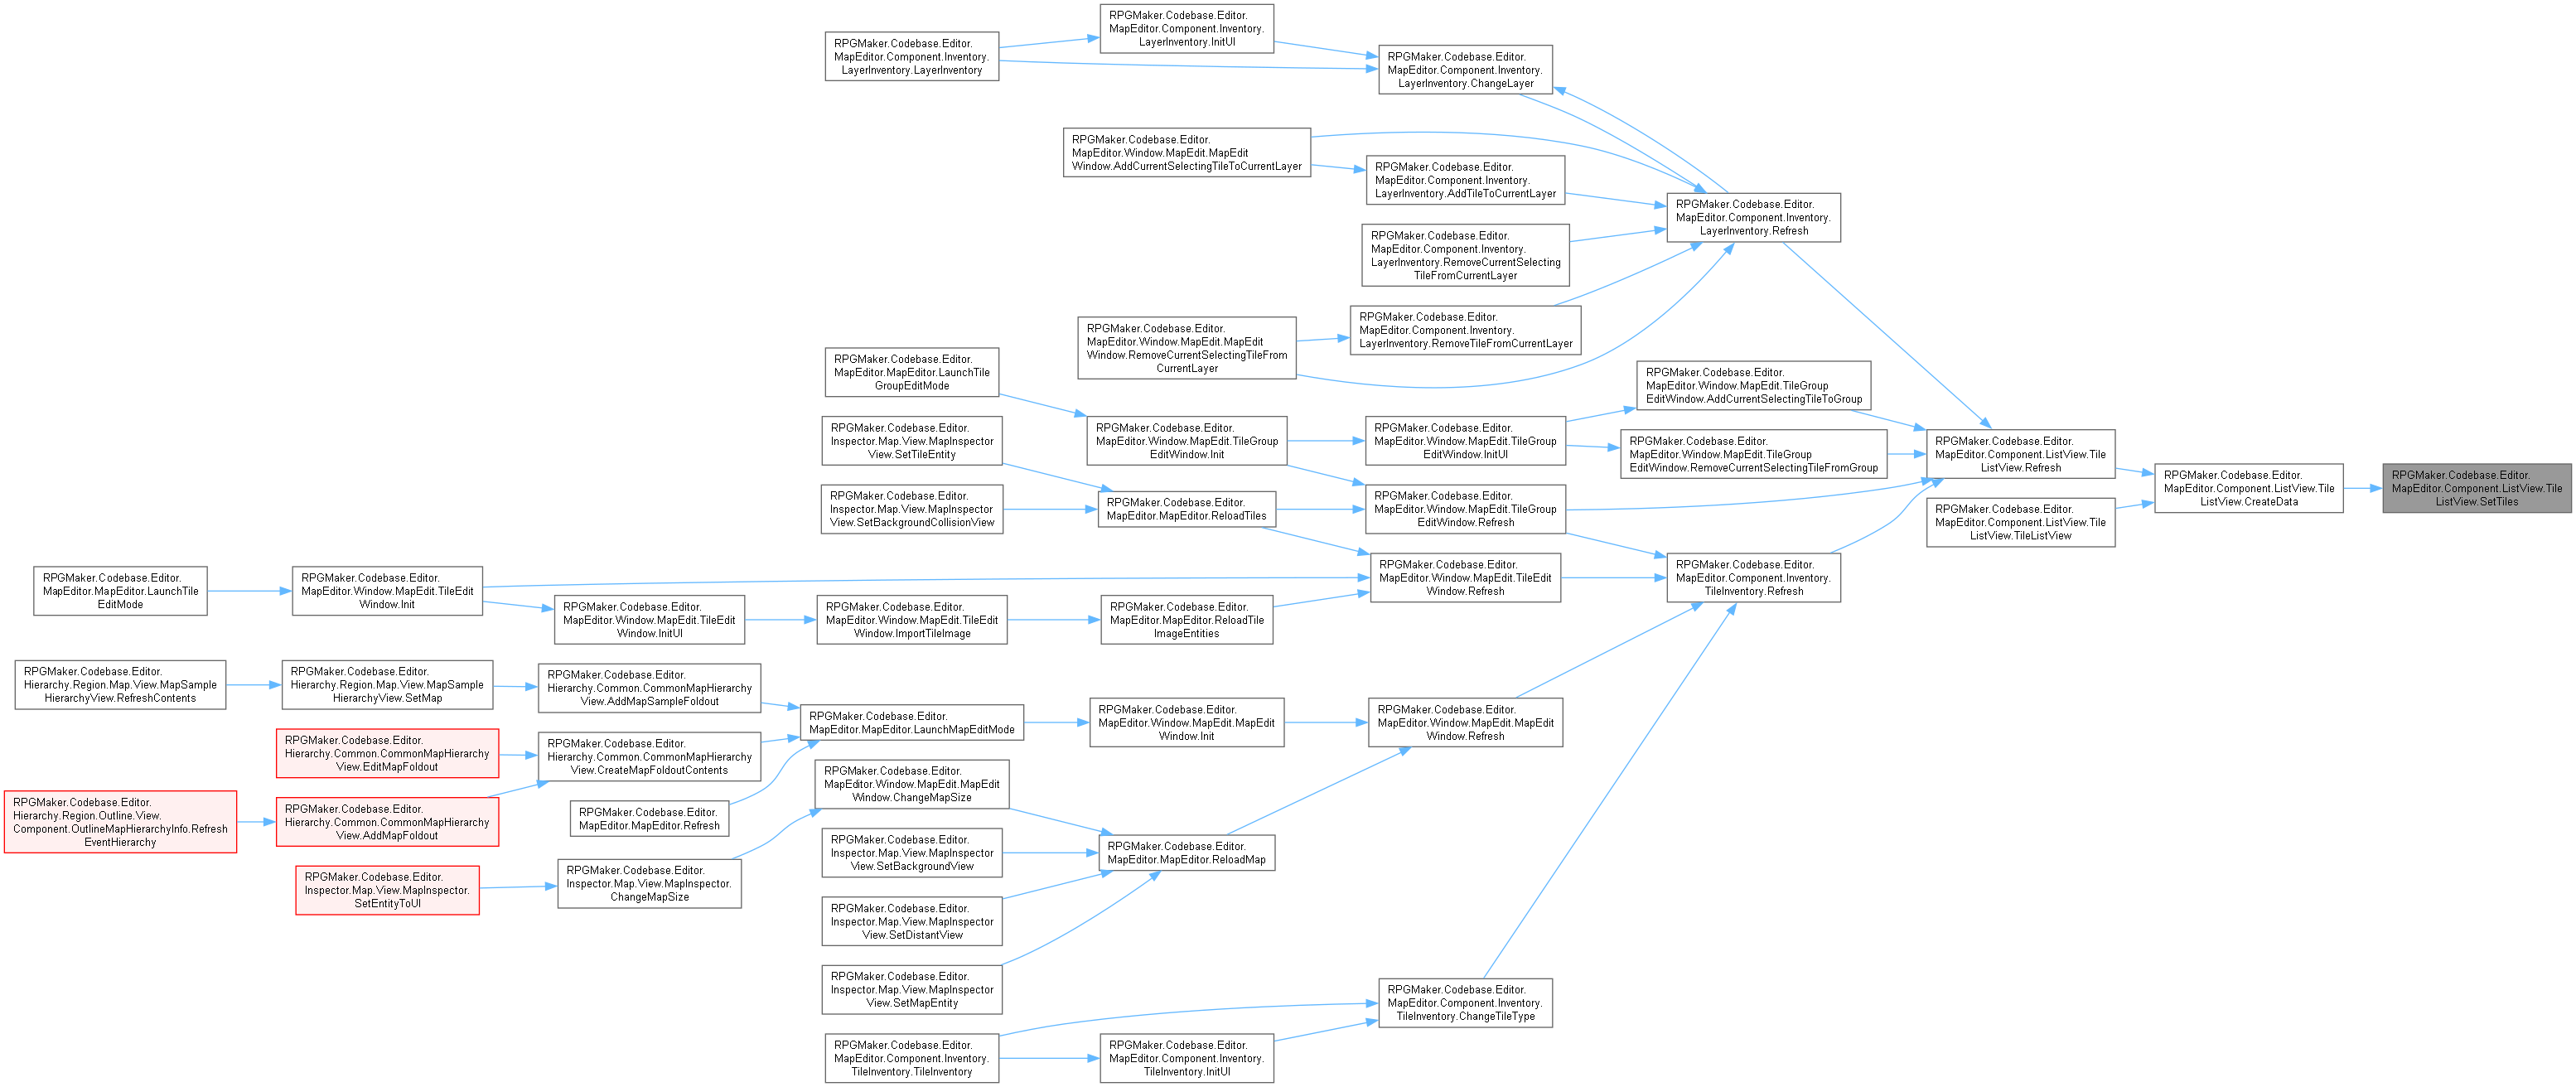 RPGMaker.Codebase.Editor.
MapEditor.Component.Inventory.
LayerInventory.InitUI
RPGMaker.Codebase.Editor.
MapEditor.Component.Inventory.
LayerInventory.LayerInventory
RPGMaker.Codebase.Editor.
MapEditor.Component.Inventory.
LayerInventory.ChangeLayer
RPGMaker.Codebase.Editor.
MapEditor.Window.MapEdit.MapEdit
Window.AddCurrentSelectingTileToCurrentLayer
RPGMaker.Codebase.Editor.
MapEditor.Component.Inventory.
LayerInventory.AddTileToCurrentLayer
RPGMaker.Codebase.Editor.
MapEditor.Component.Inventory.
LayerInventory.Refresh
RPGMaker.Codebase.Editor.
MapEditor.Component.Inventory.
LayerInventory.RemoveCurrentSelecting
TileFromCurrentLayer
RPGMaker.Codebase.Editor.
MapEditor.Component.Inventory.
LayerInventory.RemoveTileFromCurrentLayer
RPGMaker.Codebase.Editor.
MapEditor.Window.MapEdit.MapEdit
Window.RemoveCurrentSelectingTileFrom
CurrentLayer
RPGMaker.Codebase.Editor.
MapEditor.MapEditor.LaunchTile
GroupEditMode
RPGMaker.Codebase.Editor.
MapEditor.Window.MapEdit.TileGroup
EditWindow.AddCurrentSelectingTileToGroup
RPGMaker.Codebase.Editor.
Inspector.Map.View.MapInspector
View.SetTileEntity
RPGMaker.Codebase.Editor.
MapEditor.Window.MapEdit.TileGroup
EditWindow.Init
RPGMaker.Codebase.Editor.
MapEditor.Window.MapEdit.TileGroup
EditWindow.InitUI
RPGMaker.Codebase.Editor.
MapEditor.Window.MapEdit.TileGroup
EditWindow.RemoveCurrentSelectingTileFromGroup
RPGMaker.Codebase.Editor.
MapEditor.Component.ListView.Tile
ListView.Refresh
RPGMaker.Codebase.Editor.
MapEditor.Component.ListView.Tile
ListView.CreateData
RPGMaker.Codebase.Editor.
MapEditor.Component.ListView.Tile
ListView.SetTiles
RPGMaker.Codebase.Editor.
Inspector.Map.View.MapInspector
View.SetBackgroundCollisionView
RPGMaker.Codebase.Editor.
MapEditor.MapEditor.ReloadTiles
RPGMaker.Codebase.Editor.
MapEditor.Window.MapEdit.TileGroup
EditWindow.Refresh
RPGMaker.Codebase.Editor.
MapEditor.Component.ListView.Tile
ListView.TileListView
RPGMaker.Codebase.Editor.
MapEditor.MapEditor.LaunchTile
EditMode
RPGMaker.Codebase.Editor.
MapEditor.Window.MapEdit.TileEdit
Window.Init
RPGMaker.Codebase.Editor.
MapEditor.Window.MapEdit.TileEdit
Window.Refresh
RPGMaker.Codebase.Editor.
MapEditor.Component.Inventory.
TileInventory.Refresh
RPGMaker.Codebase.Editor.
MapEditor.Window.MapEdit.TileEdit
Window.InitUI
RPGMaker.Codebase.Editor.
MapEditor.Window.MapEdit.TileEdit
Window.ImportTileImage
RPGMaker.Codebase.Editor.
MapEditor.MapEditor.ReloadTile
ImageEntities
RPGMaker.Codebase.Editor.
Hierarchy.Region.Map.View.MapSample
HierarchyView.RefreshContents
RPGMaker.Codebase.Editor.
Hierarchy.Region.Map.View.MapSample
HierarchyView.SetMap
RPGMaker.Codebase.Editor.
Hierarchy.Common.CommonMapHierarchy
View.AddMapSampleFoldout
RPGMaker.Codebase.Editor.
MapEditor.MapEditor.LaunchMapEditMode
RPGMaker.Codebase.Editor.
MapEditor.Window.MapEdit.MapEdit
Window.Init
RPGMaker.Codebase.Editor.
MapEditor.Window.MapEdit.MapEdit
Window.Refresh
RPGMaker.Codebase.Editor.
Hierarchy.Common.CommonMapHierarchy
View.EditMapFoldout
RPGMaker.Codebase.Editor.
Hierarchy.Common.CommonMapHierarchy
View.CreateMapFoldoutContents
RPGMaker.Codebase.Editor.
MapEditor.Window.MapEdit.MapEdit
Window.ChangeMapSize
RPGMaker.Codebase.Editor.
Hierarchy.Region.Outline.View.
Component.OutlineMapHierarchyInfo.Refresh
EventHierarchy
RPGMaker.Codebase.Editor.
Hierarchy.Common.CommonMapHierarchy
View.AddMapFoldout
RPGMaker.Codebase.Editor.
MapEditor.MapEditor.Refresh
RPGMaker.Codebase.Editor.
Inspector.Map.View.MapInspector
View.SetBackgroundView
RPGMaker.Codebase.Editor.
MapEditor.MapEditor.ReloadMap
RPGMaker.Codebase.Editor.
Inspector.Map.View.MapInspector.
SetEntityToUI
RPGMaker.Codebase.Editor.
Inspector.Map.View.MapInspector.
ChangeMapSize
RPGMaker.Codebase.Editor.
Inspector.Map.View.MapInspector
View.SetDistantView
RPGMaker.Codebase.Editor.
Inspector.Map.View.MapInspector
View.SetMapEntity
RPGMaker.Codebase.Editor.
MapEditor.Component.Inventory.
TileInventory.ChangeTileType
RPGMaker.Codebase.Editor.
MapEditor.Component.Inventory.
TileInventory.TileInventory
RPGMaker.Codebase.Editor.
MapEditor.Component.Inventory.
TileInventory.InitUI